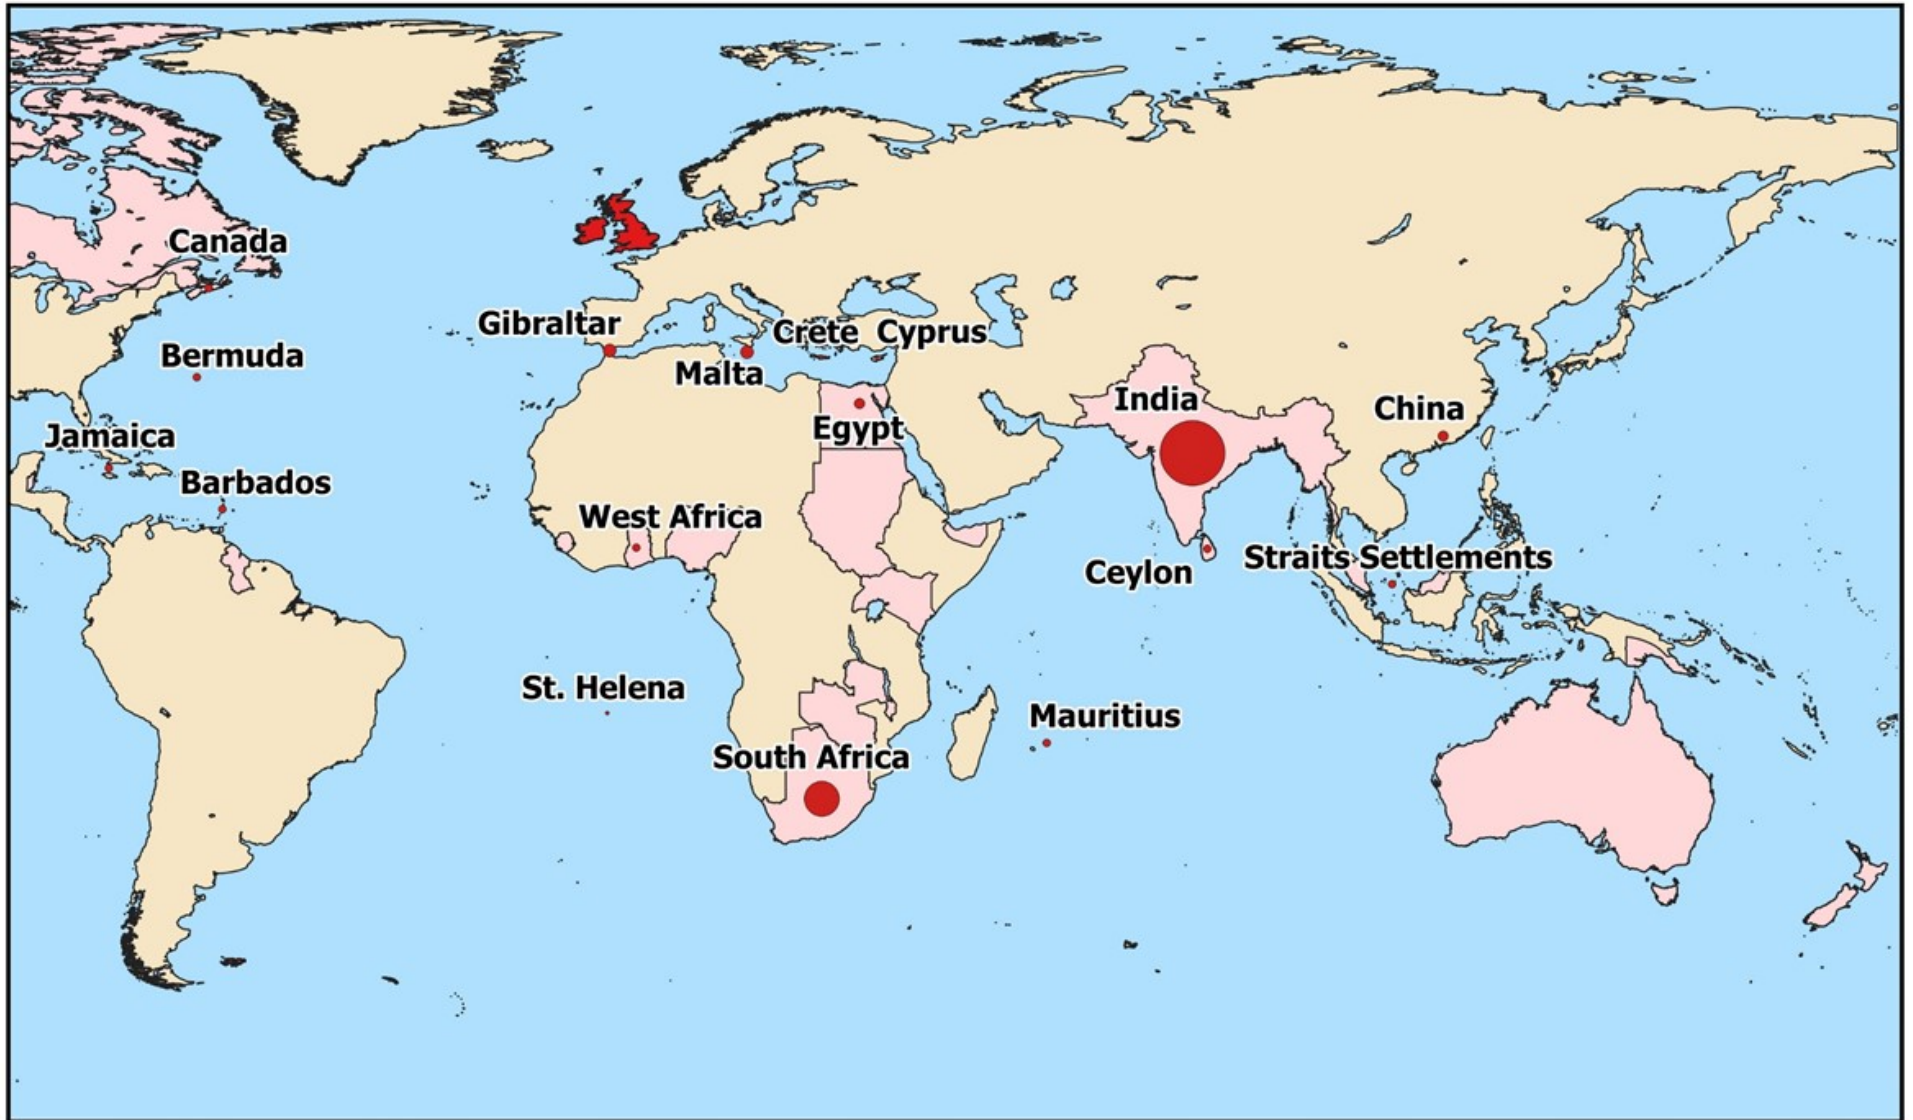 Canada
Gibraltar
Crete
Cyprus
Bermuda
Malta
India
China
Egypt
Jamaica
Barbados
West Africa
Straits Settlements
Ceylon
St. Helena
Mauritius
South Africa